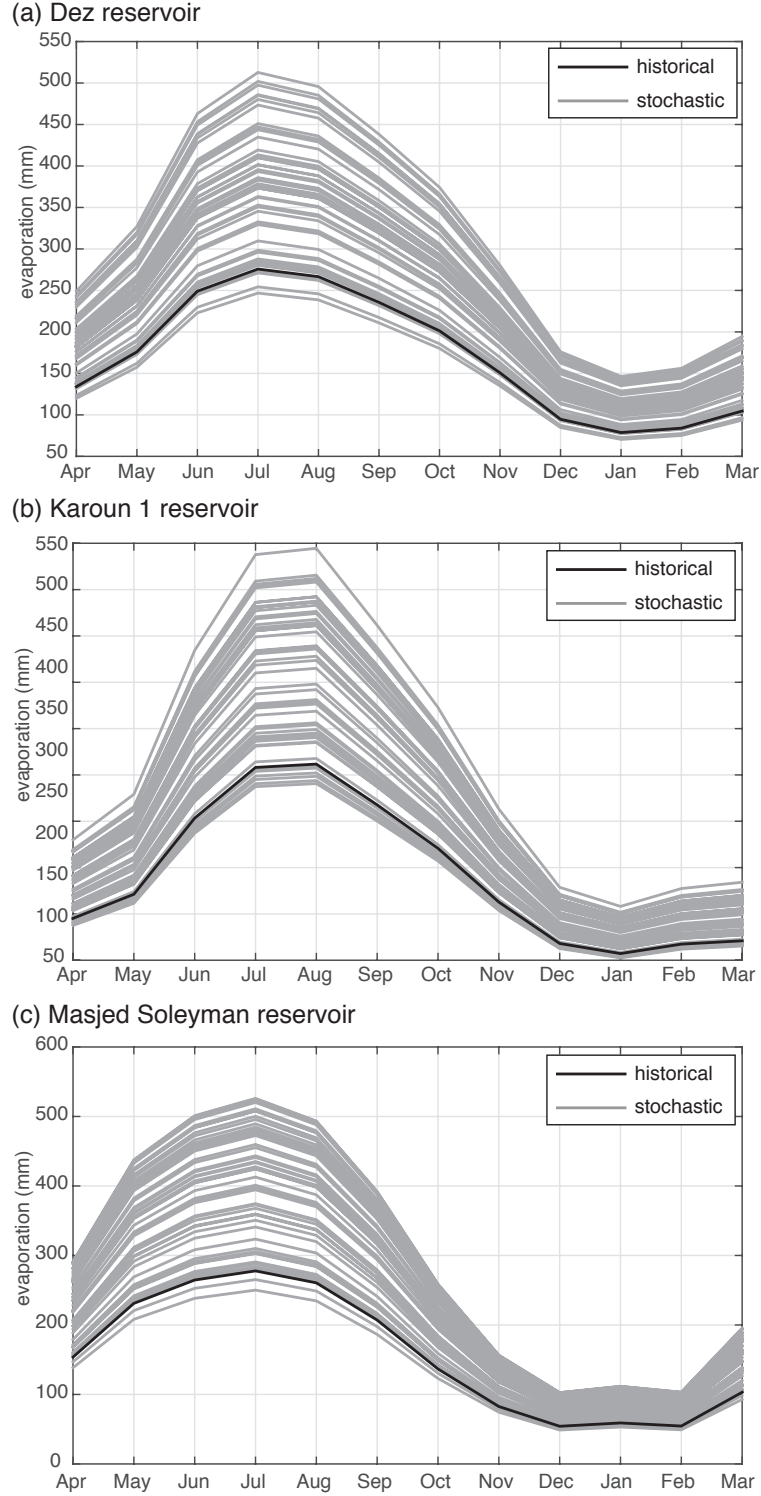 (a) Dez reservoir
550
500
450
400
350
300
250
200
150
100
50
evaporation (mm)
historical
stochastic
Apr May Jun Jul Aug Sep Oct Nov Dec Jan Feb Mar
(b) Karoun 1 reservoir
550
500
450
400
350
300
250
200
150
100
50
evaporation (mm)
historical
stochastic
Apr May Jun Jul Aug Sep Oct Nov Dec Jan Feb Mar
(c) Masjed Soleyman reservoir
600
500
400
300
200
100
0
evaporation (mm)
historical
stochastic
Apr May Jun Jul Aug Sep Oct Nov Dec Jan Feb Mar